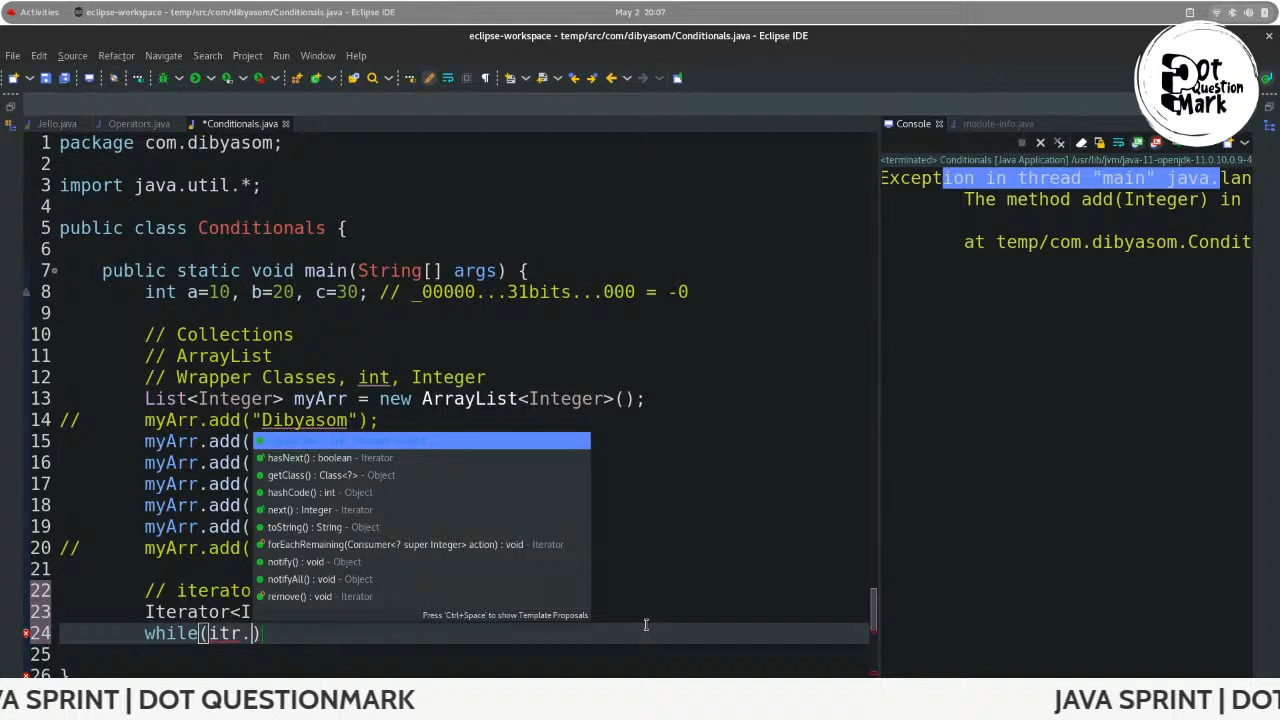 Activities
eclipse-workspace - temp/src/com/dibyasom/Conditionals.java - Eclipse IDE
May 2 20:07
eclipse-workspace - temp/src/com/dibyasom/Conditionals.java - Eclipse IDE
File Edit Source Refactor Navigate Search Project Run Window Help
Dot
Question
Mark
Jello.java Operators.java *Conditionals.java
Console module-info.java
<terminated> Conditionals [Java Application] /usr/lib/jvm/java-11-openjdk-11.0.10.0.9-4
Exception in thread "main" java.lan
The method add(Integer) in
at temp/com.dibyasom.Condit
1 package com.dibyasom;
2
3 import java.util.*;
4
5 public class Conditionals {
6
7 public static void main(String[] args) {
8 int a=10, b=20, c=30; // _00000...31bits...000 = -0
9
10 // Collections
11 // ArrayList
12 // Wrapper Classes, int, Integer
13 List<Integer> myArr = new ArrayList<Integer>();
14 // myArr.add("Dibyasom");
15 myArr.add(
16 myArr.add(
17 myArr.add(
18 myArr.add(
19 myArr.add(
20 // myArr.add(
21
22 // iterato
23 Iterator<I
24 while(itr.)
25
26 }
hasNext() : boolean - Iterator
getClass() : Class<?> - Object
hashCode() : int - Object
next() : Integer - Iterator
toString() : String - Object
forEachRemaining(Consumer<? super Integer> action) : void - Iterator
notify() : void - Object
notifyAll() : void - Object
remove() : void - Iterator
Press 'Ctrl+Space' to show Template Proposals
VA SPRINT | DOT QUESTIONMARK
JAVA SPRINT | DOT